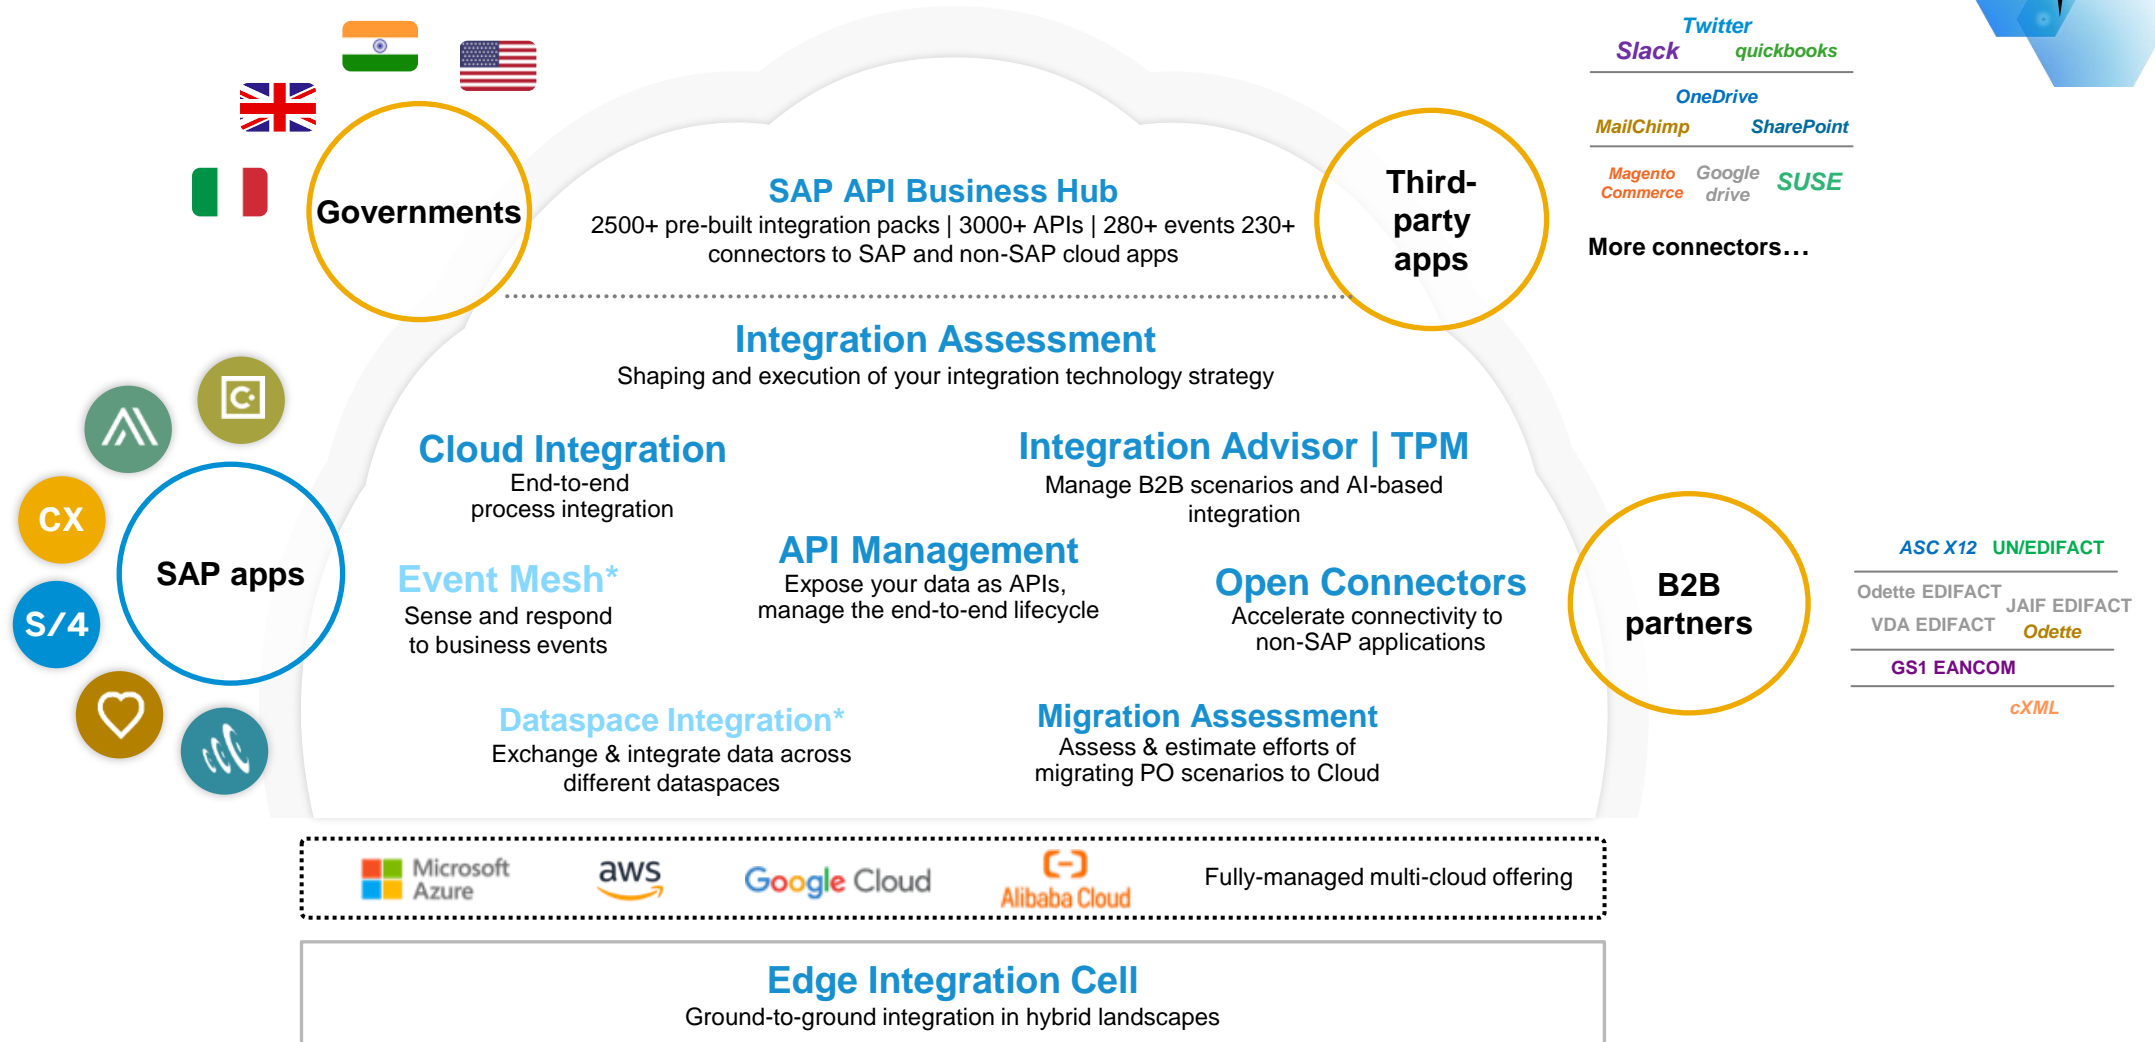 Twitter
Slack quickbooks
OneDrive
MailChimp SharePoint
Magento
Commerce
Google
drive
SUSE
More connectors...
Governments
Third-
party
apps
SAP API Business Hub
2500+ pre-built integration packs | 3000+ APIs | 280+ events 230+
connectors to SAP and non-SAP cloud apps
Integration Assessment
Shaping and execution of your integration technology strategy
Cloud Integration
End-to-end
process integration
Integration Advisor | TPM
Manage B2B scenarios and AI-based
integration
API Management
Expose your data as APIs,
manage the end-to-end lifecycle
Event Mesh*
Sense and respond
to business events
Open Connectors
Accelerate connectivity to
non-SAP applications
Dataspace Integration*
Exchange & integrate data across
different dataspaces
Migration Assessment
Assess & estimate efforts of
migrating PO scenarios to Cloud
C
CX
S/4
SAP apps
B2B
partners
ASC X12 UN/EDIFACT
Odette EDIFACT
JAIF EDIFACT
VDA EDIFACT
Odette
GS1 EANCOM
cXML
Microsoft
Azure
aws
Google Cloud
Alibaba Cloud
Fully-managed multi-cloud offering
Edge Integration Cell
Ground-to-ground integration in hybrid landscapes